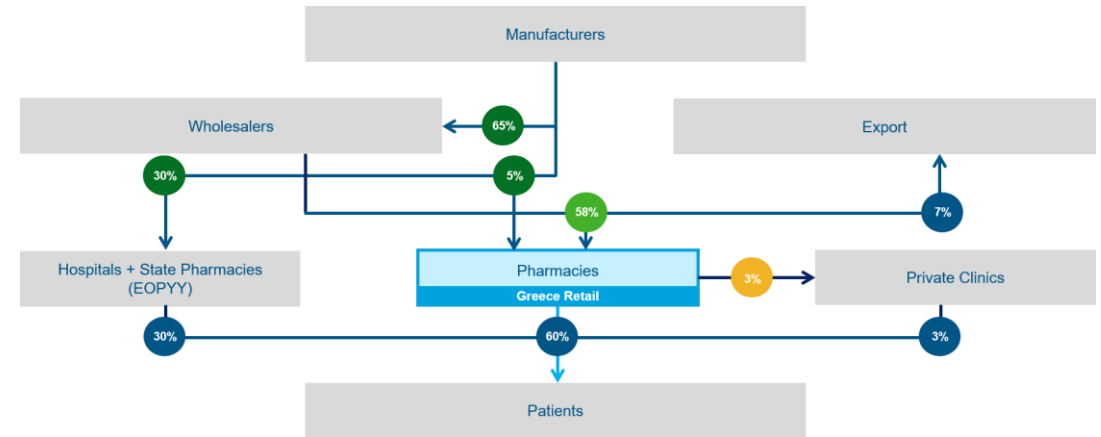 Manufacturers
Wholesalers
65%
Export
30%
5%
58%
7%
Hospitals + State Pharmacies
(EOPYY)
Pharmacies
Greece Retail
3%
Private Clinics
30%
60%
3%
Patients